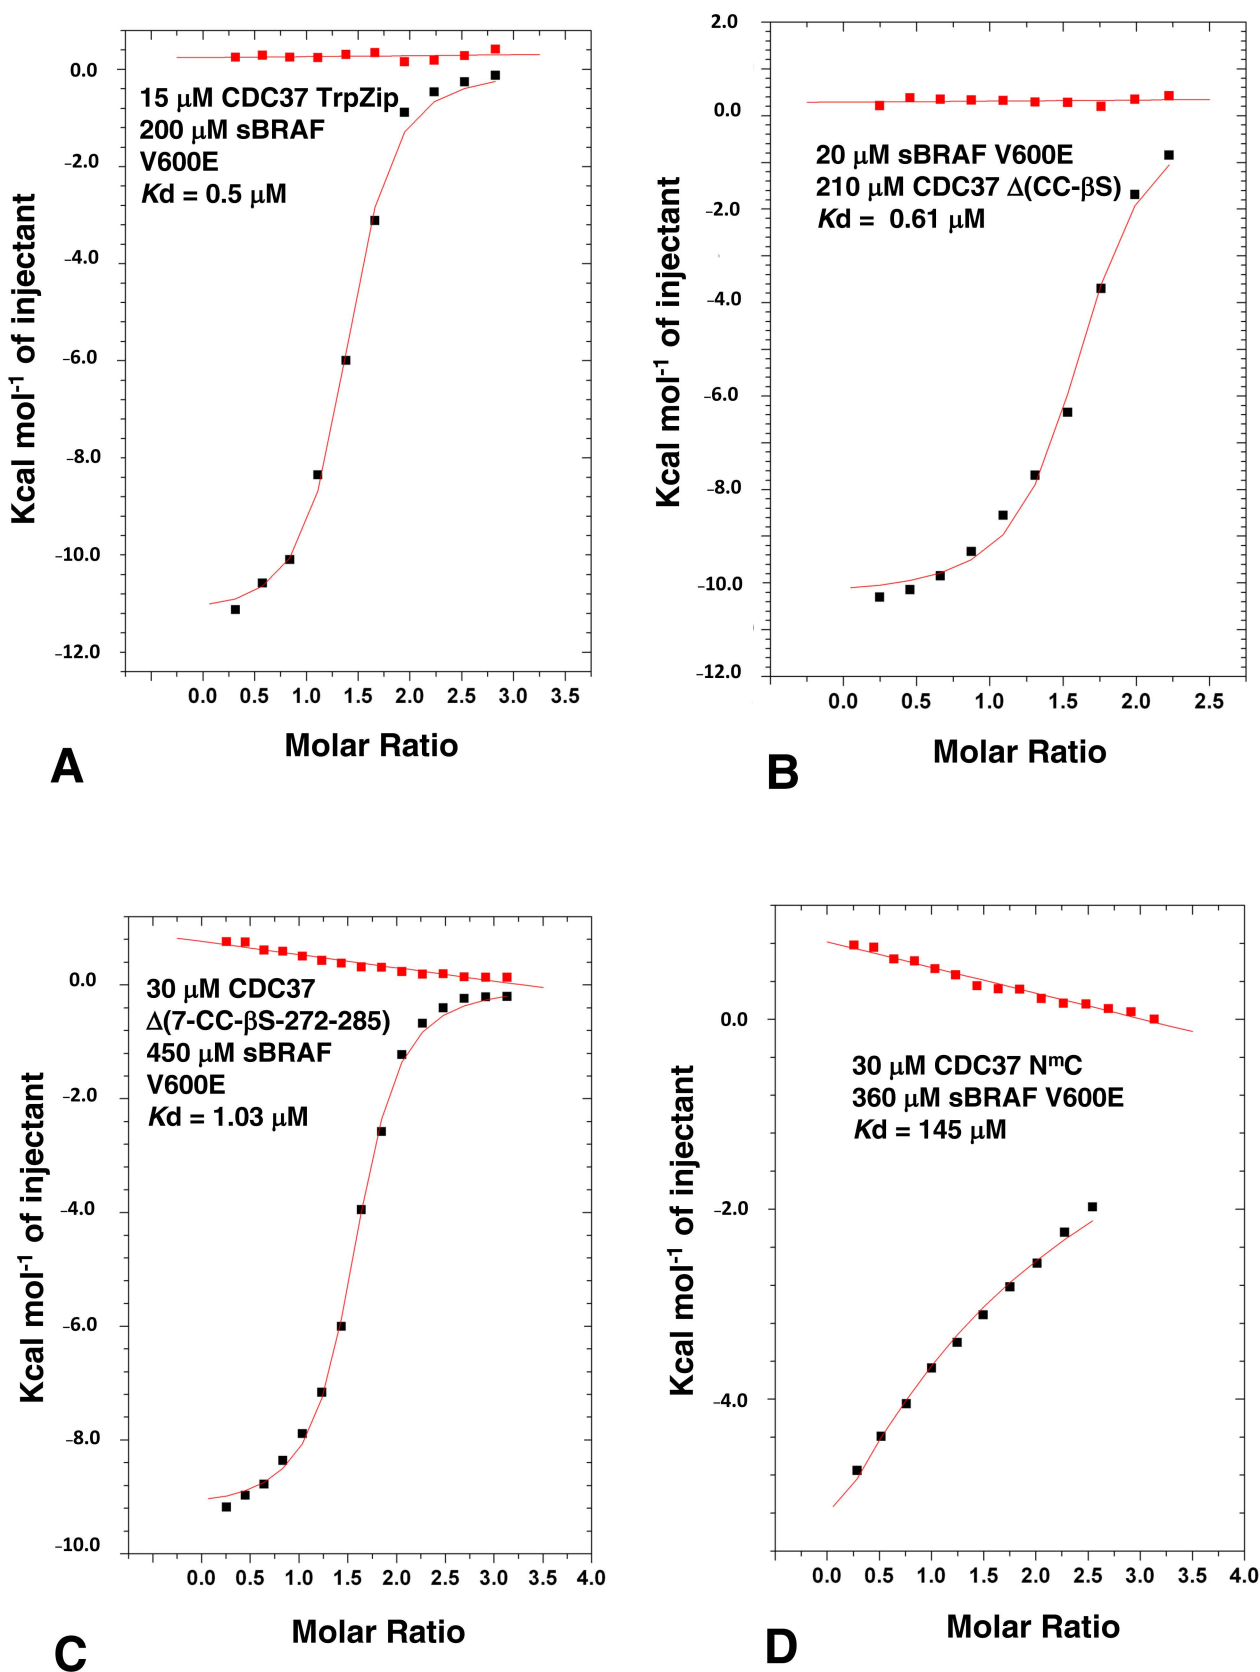 0.0
-2.0
-4.0
-6.0
-8.0
-10.0
-12.0
Kcal mol-1 of injectant
15 µM CDC37 TrpZip
200 µM sBRAF
V600E
Kd = 0.5 µM
0.0 0.5 1.0 1.5 2.0 2.5 3.0 3.5
Molar Ratio
A
2.0
0.0
-2.0
-4.0
-6.0
-8.0
-10.0
-12.0
Kcal mol-1 of injectant
20 µM sBRAF V600E
210 µM CDC37 Δ(CC-βS)
Kd = 0.61 µM
0.0 0.5 1.0 1.5 2.0 2.5
Molar Ratio
B
0.0
-2.0
-4.0
-6.0
-8.0
-10.0
Kcal mol-1 of injectant
30 µM CDC37
Δ(7-CC-βS-272-285)
450 µM sBRAF
V600E
Kd = 1.03 µM
0.0 0.5 1.0 1.5 2.0 2.5 3.0 3.5 4.0
Molar Ratio
C
0.0
-2.0
-4.0
Kcal mol-1 of injectant
30 µM CDC37 NmC
360 µM sBRAF V600E
Kd = 145 µM
0.0 0.5 1.0 1.5 2.0 2.5 3.0 3.5 4.0
Molar Ratio
D